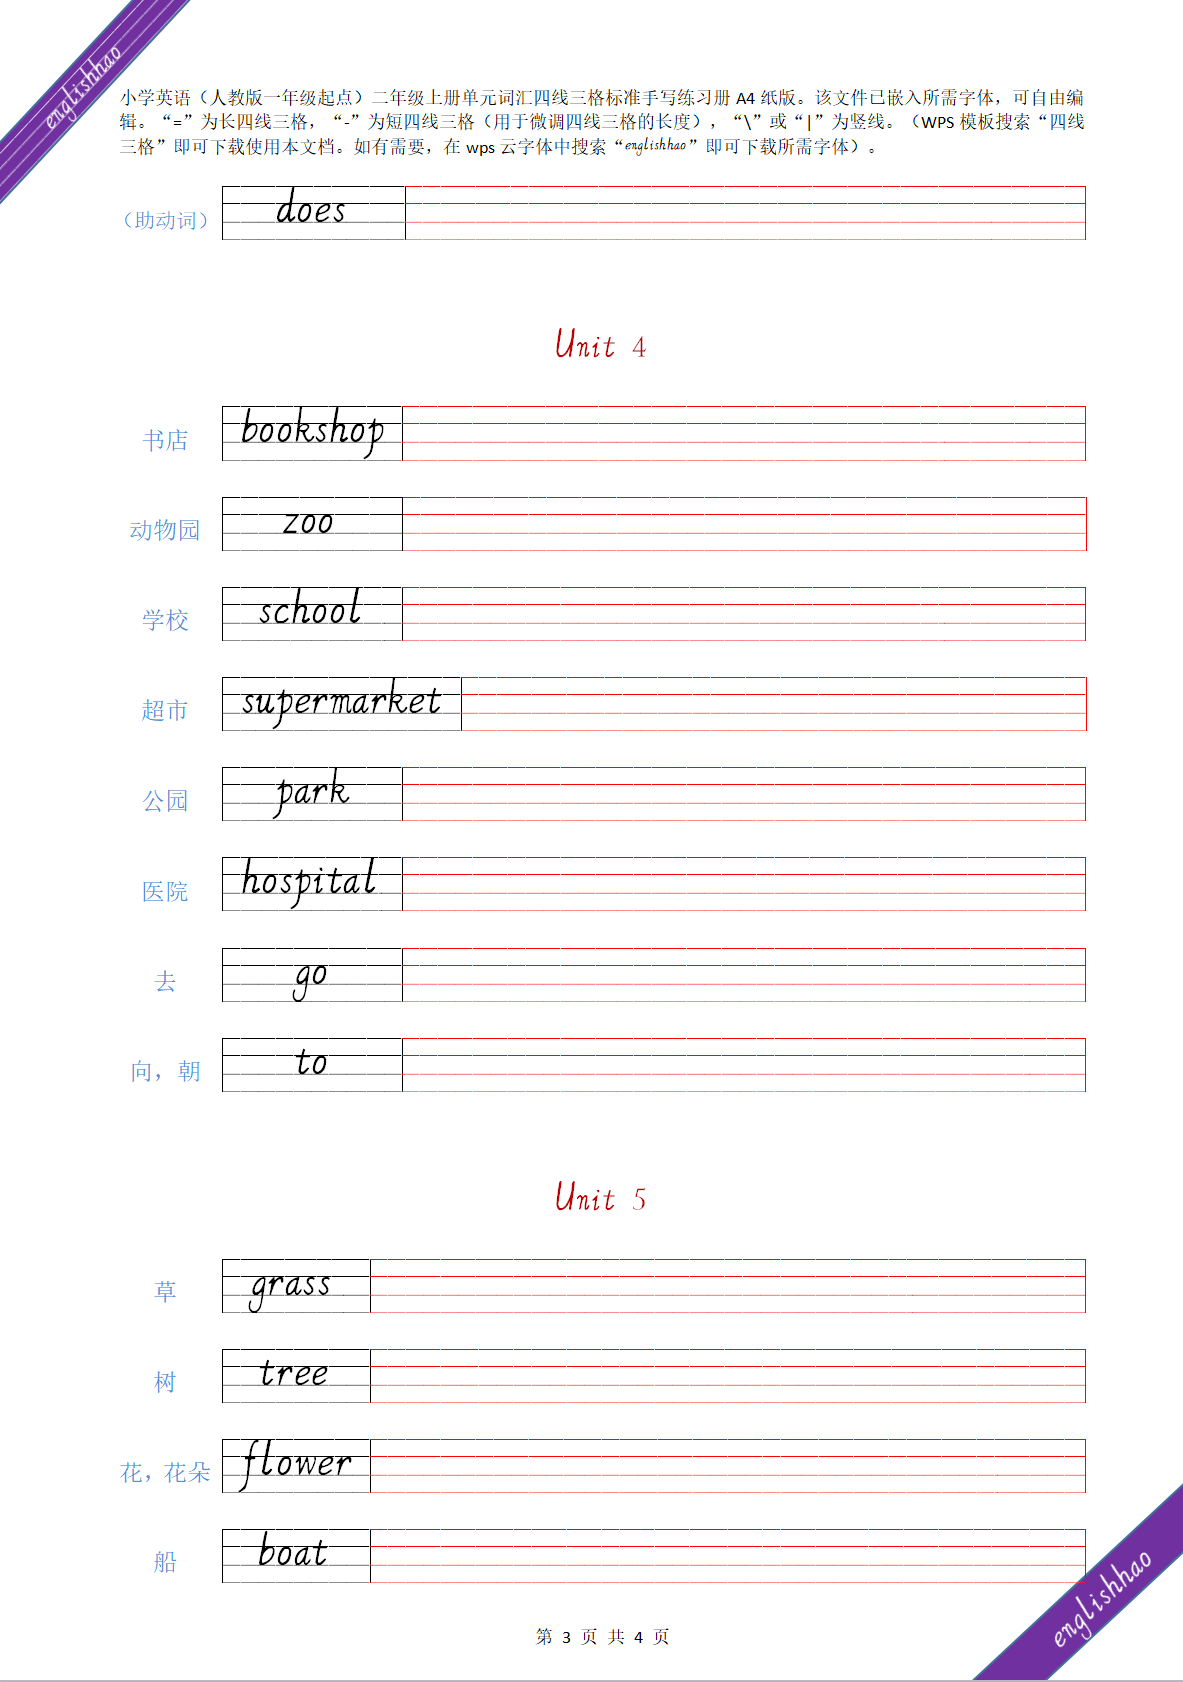 englishhao
小学英语（人教版一年级起点）二年级上册单元词汇四线三格标准手写练习册 A4 纸版。该文件已嵌入所需字体，可自由编
辑。“=”为长四线三格，“-”为短四线三格（用于微调四线三格的长度），“\”或“|”为竖线。（WPS 模板搜索“四线
三格”即可下载使用本文档。如有需要，在 wps 云字体中搜索“englishhao”即可下载所需字体）。
（助动词） does
Unit 4
书店 bookshop
动物园 zoo
学校 school
超市 supermarket
公园 park
医院 hospital
去 go
向，朝 to
Unit 5
草 grass
树 tree
花，花朵 flower
船 boat
englishhao
第 3 页 共 4 页